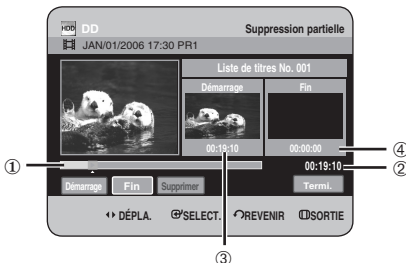 HDD DD Suppression partielle
JAN/01/2006 17:30 PR1
Liste de titres No. 001
Démarrage Fin
00:19:10 00:00:00 ④
① 00:19:10 ②
Démarrage Fin Supprimer Termi.
DÉPLA. SELECT. REVENIR SORTIE
③